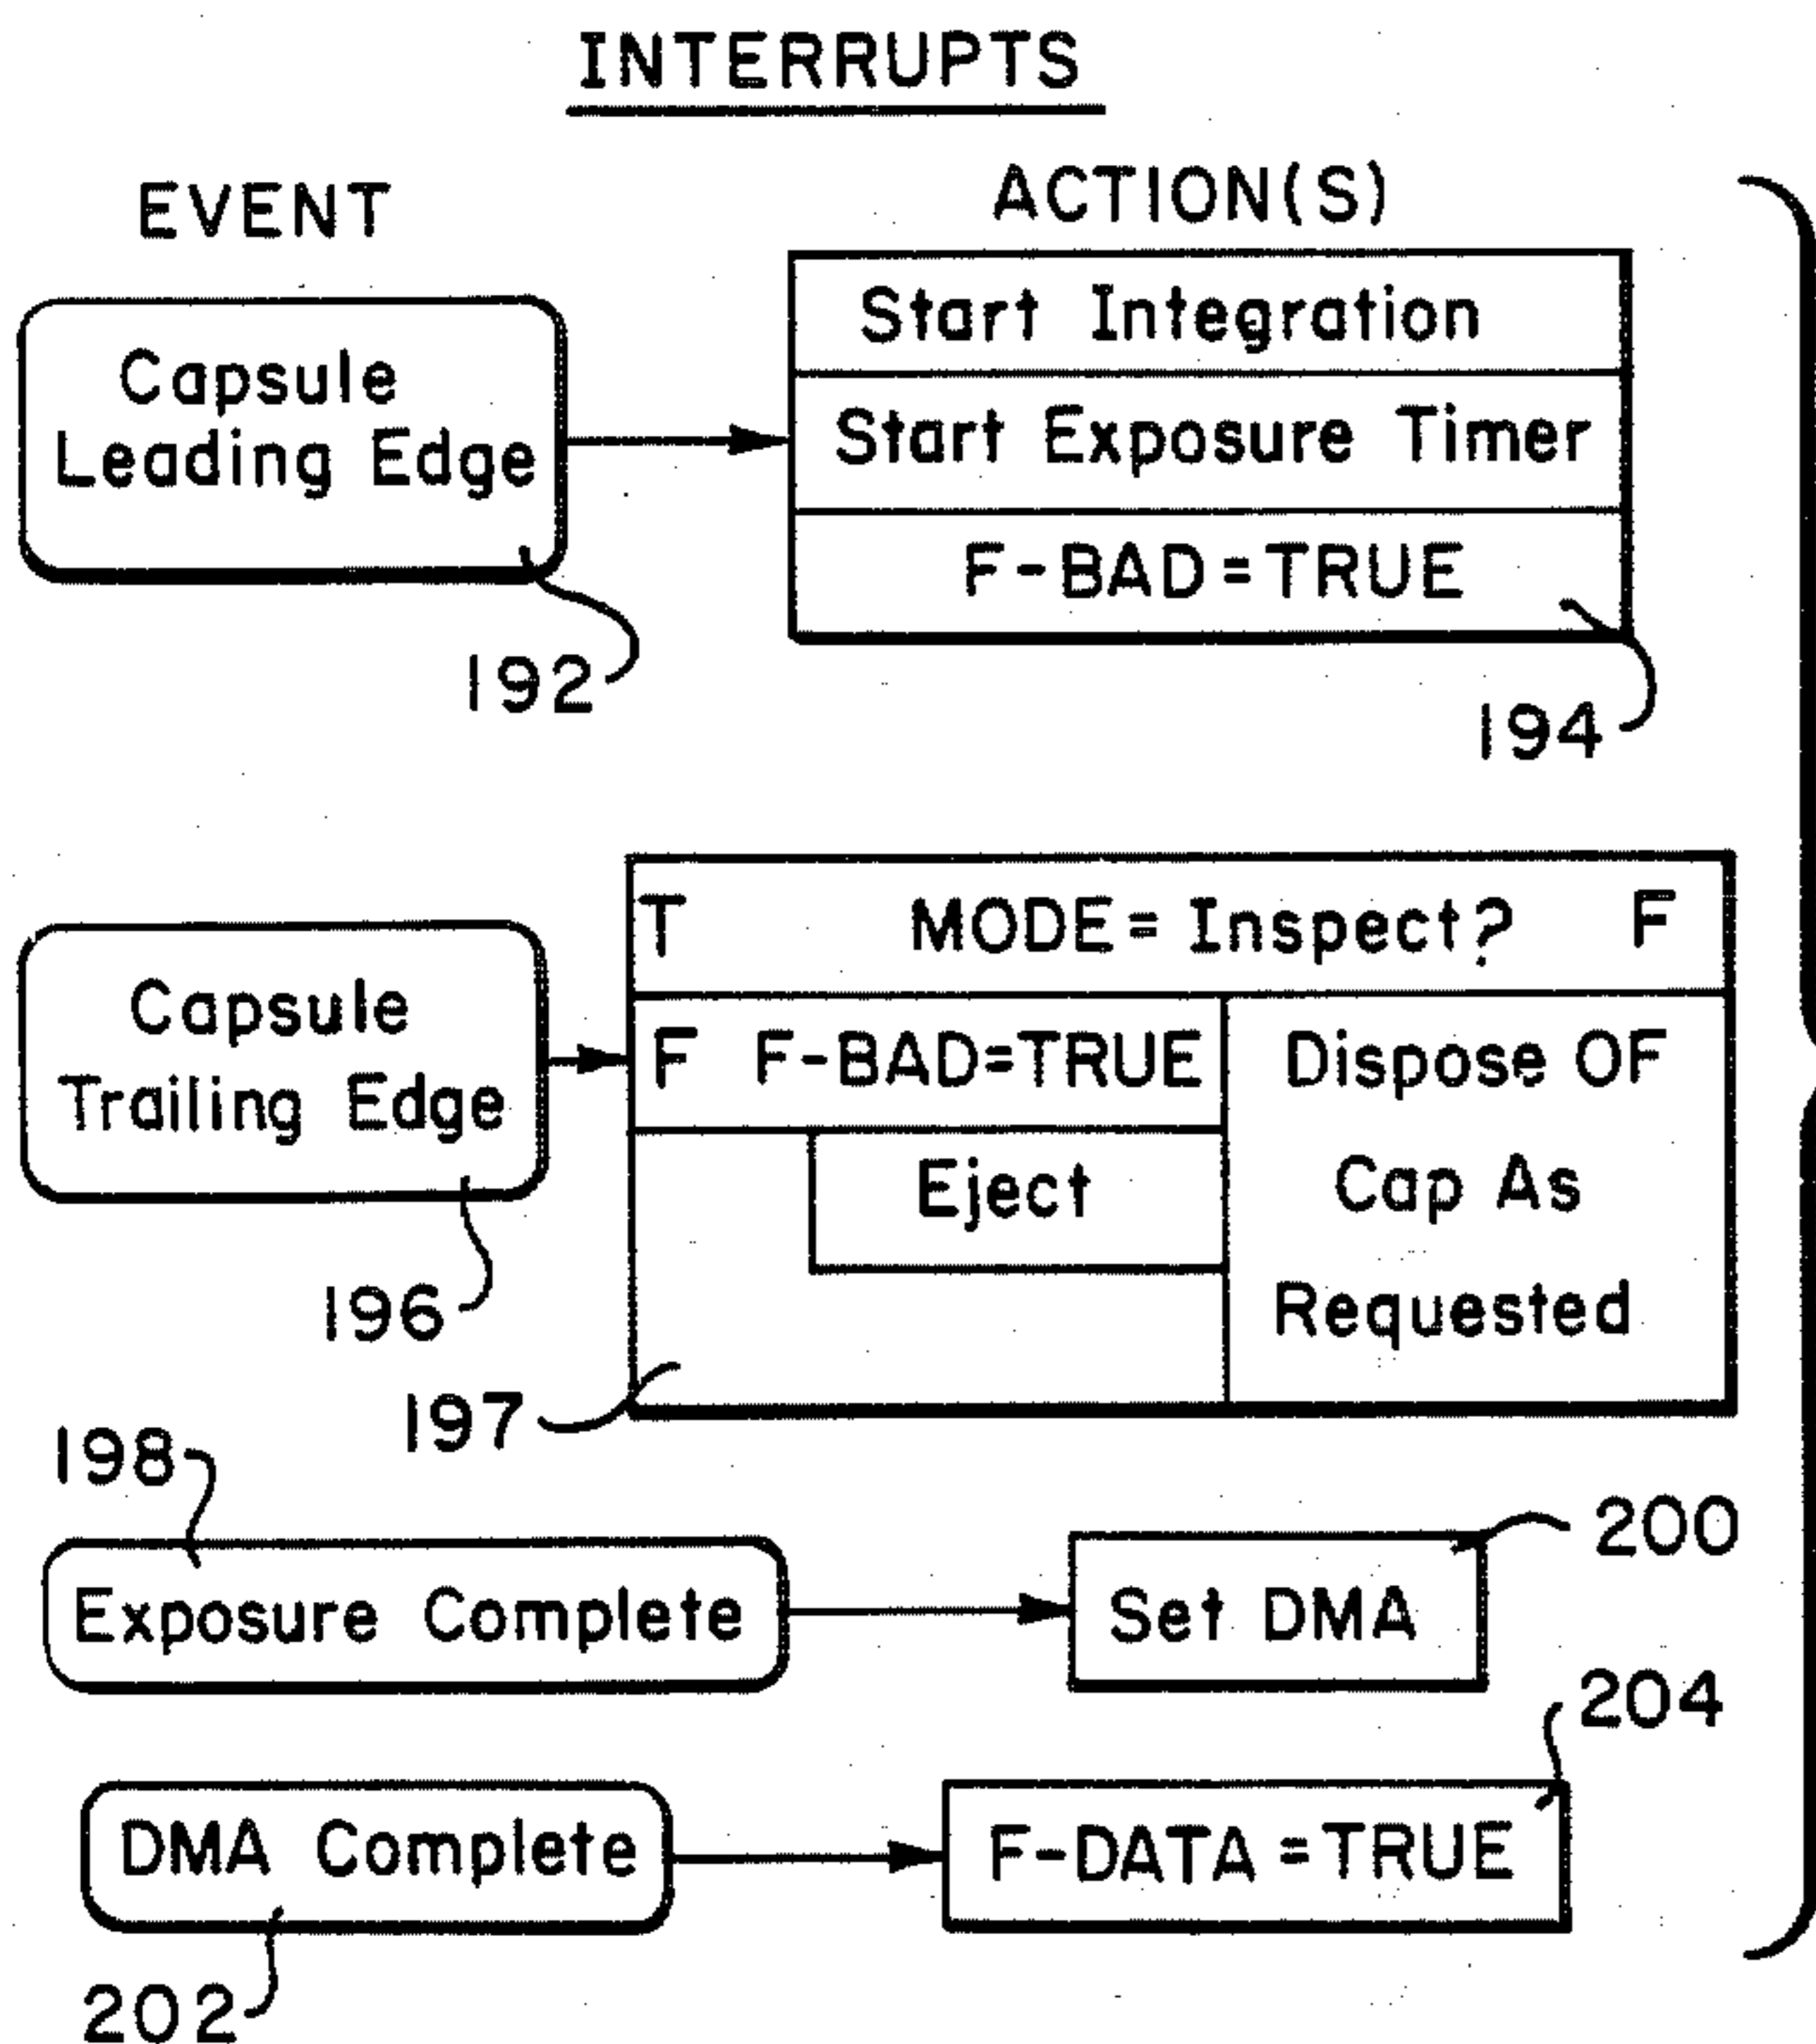 INTERRUPTS
EVENT
ACTION(S)
Capsule
Leading Edge
192
Start Integration
Start Exposure Timer
F-BAD=TRUE
194
Capsule
Trailing Edge
196
T MODE= Inspect? F
F F-BAD=TRUE
Eject
Dispose OF
Cap As
Requested
197
198
Exposure Complete
Set DMA
200
DMA Complete
202
F-DATA =TRUE
204